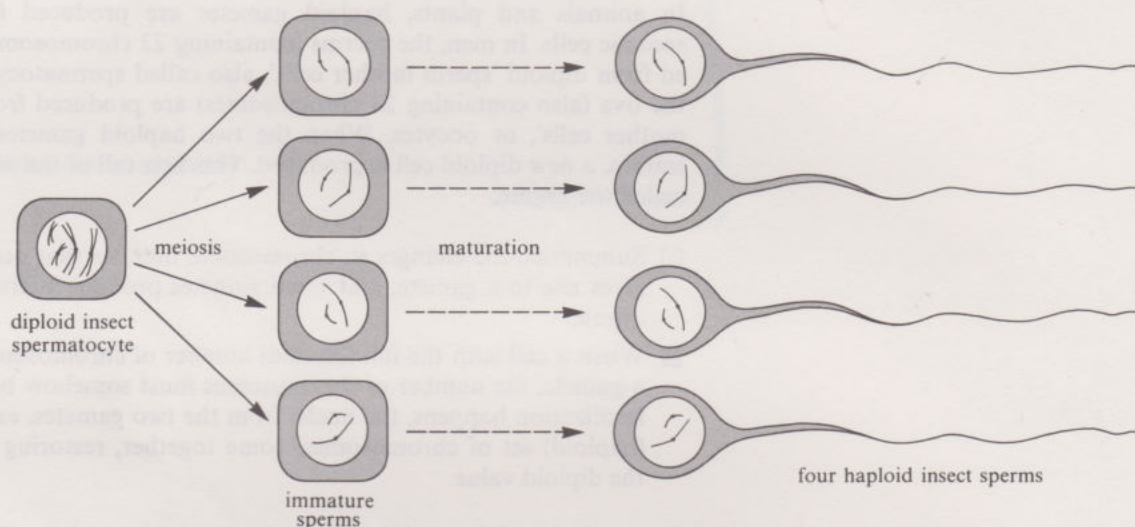 meiosis
maturation
diploid insect
spermatocyte
four haploid insect sperms
immature
sperms